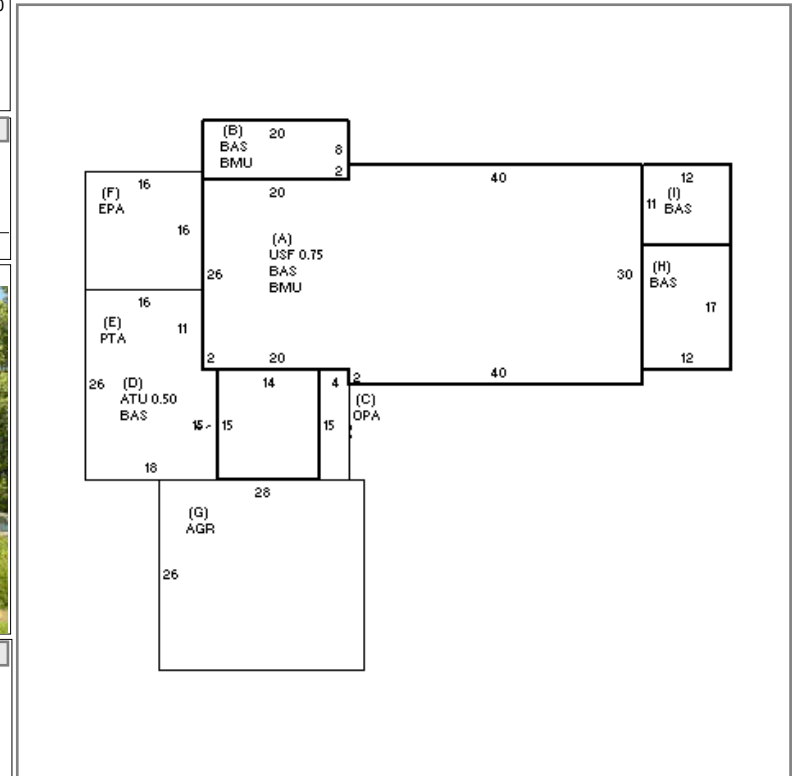 (B) 20
BAS 8
BMU 2
16
(F)
EPA
16
20
40
12
11 (I)
BAS
(A)
USF 0.75
BAS
BMU
26
30
(H)
BAS
17
12
16
(E)
PTA
11
2 20
2 40
26 (D)
ATU 0.50
BAS
14
4
(C)
OPA
15
15
18
28
(G)
AGR
26